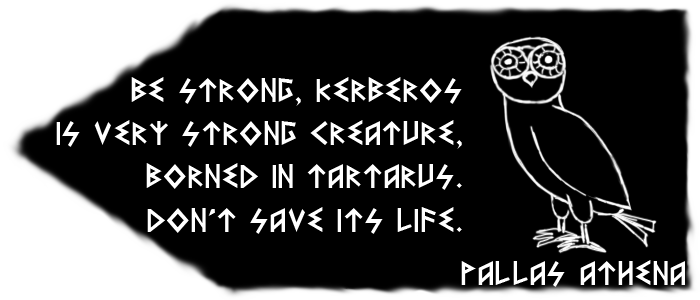 BE STRONG, KERBEROS
IS VERY STRONG CREATURE,
BORNED IN TARTARUS.
DON'T SAVE ITS LIFE.
PALLAS ATHENA